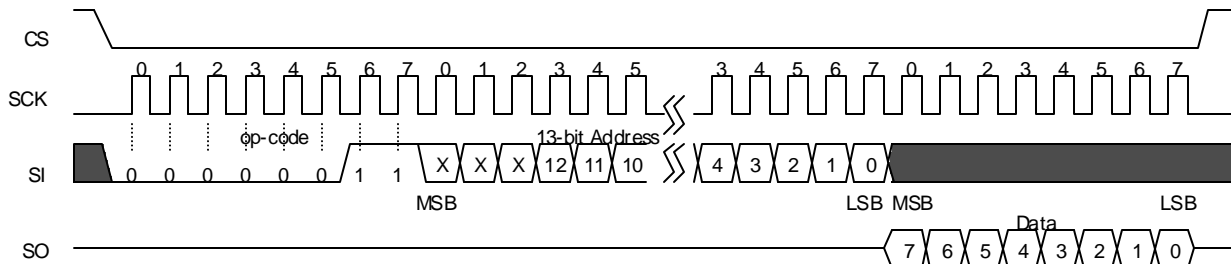 CS
0 1 2 3 4 5 6 7 0 1 2 3 4 5 3 4 5 6 7 0 1 2 3 4 5 6 7
SCK
op-code 13-bit Address
SI 0 0 0 0 0 0 1 1 X X X 12 11 10 4 3 2 1 0
MSB LSB MSB LSB
Data
SO 7 6 5 4 3 2 1 0